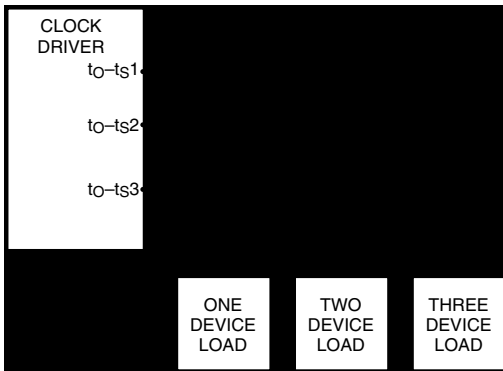 CLOCK
DRIVER
tO–tS1
tO–tS2
tO–tS3
ONE
DEVICE
LOAD
TWO
DEVICE
LOAD
THREE
DEVICE
LOAD